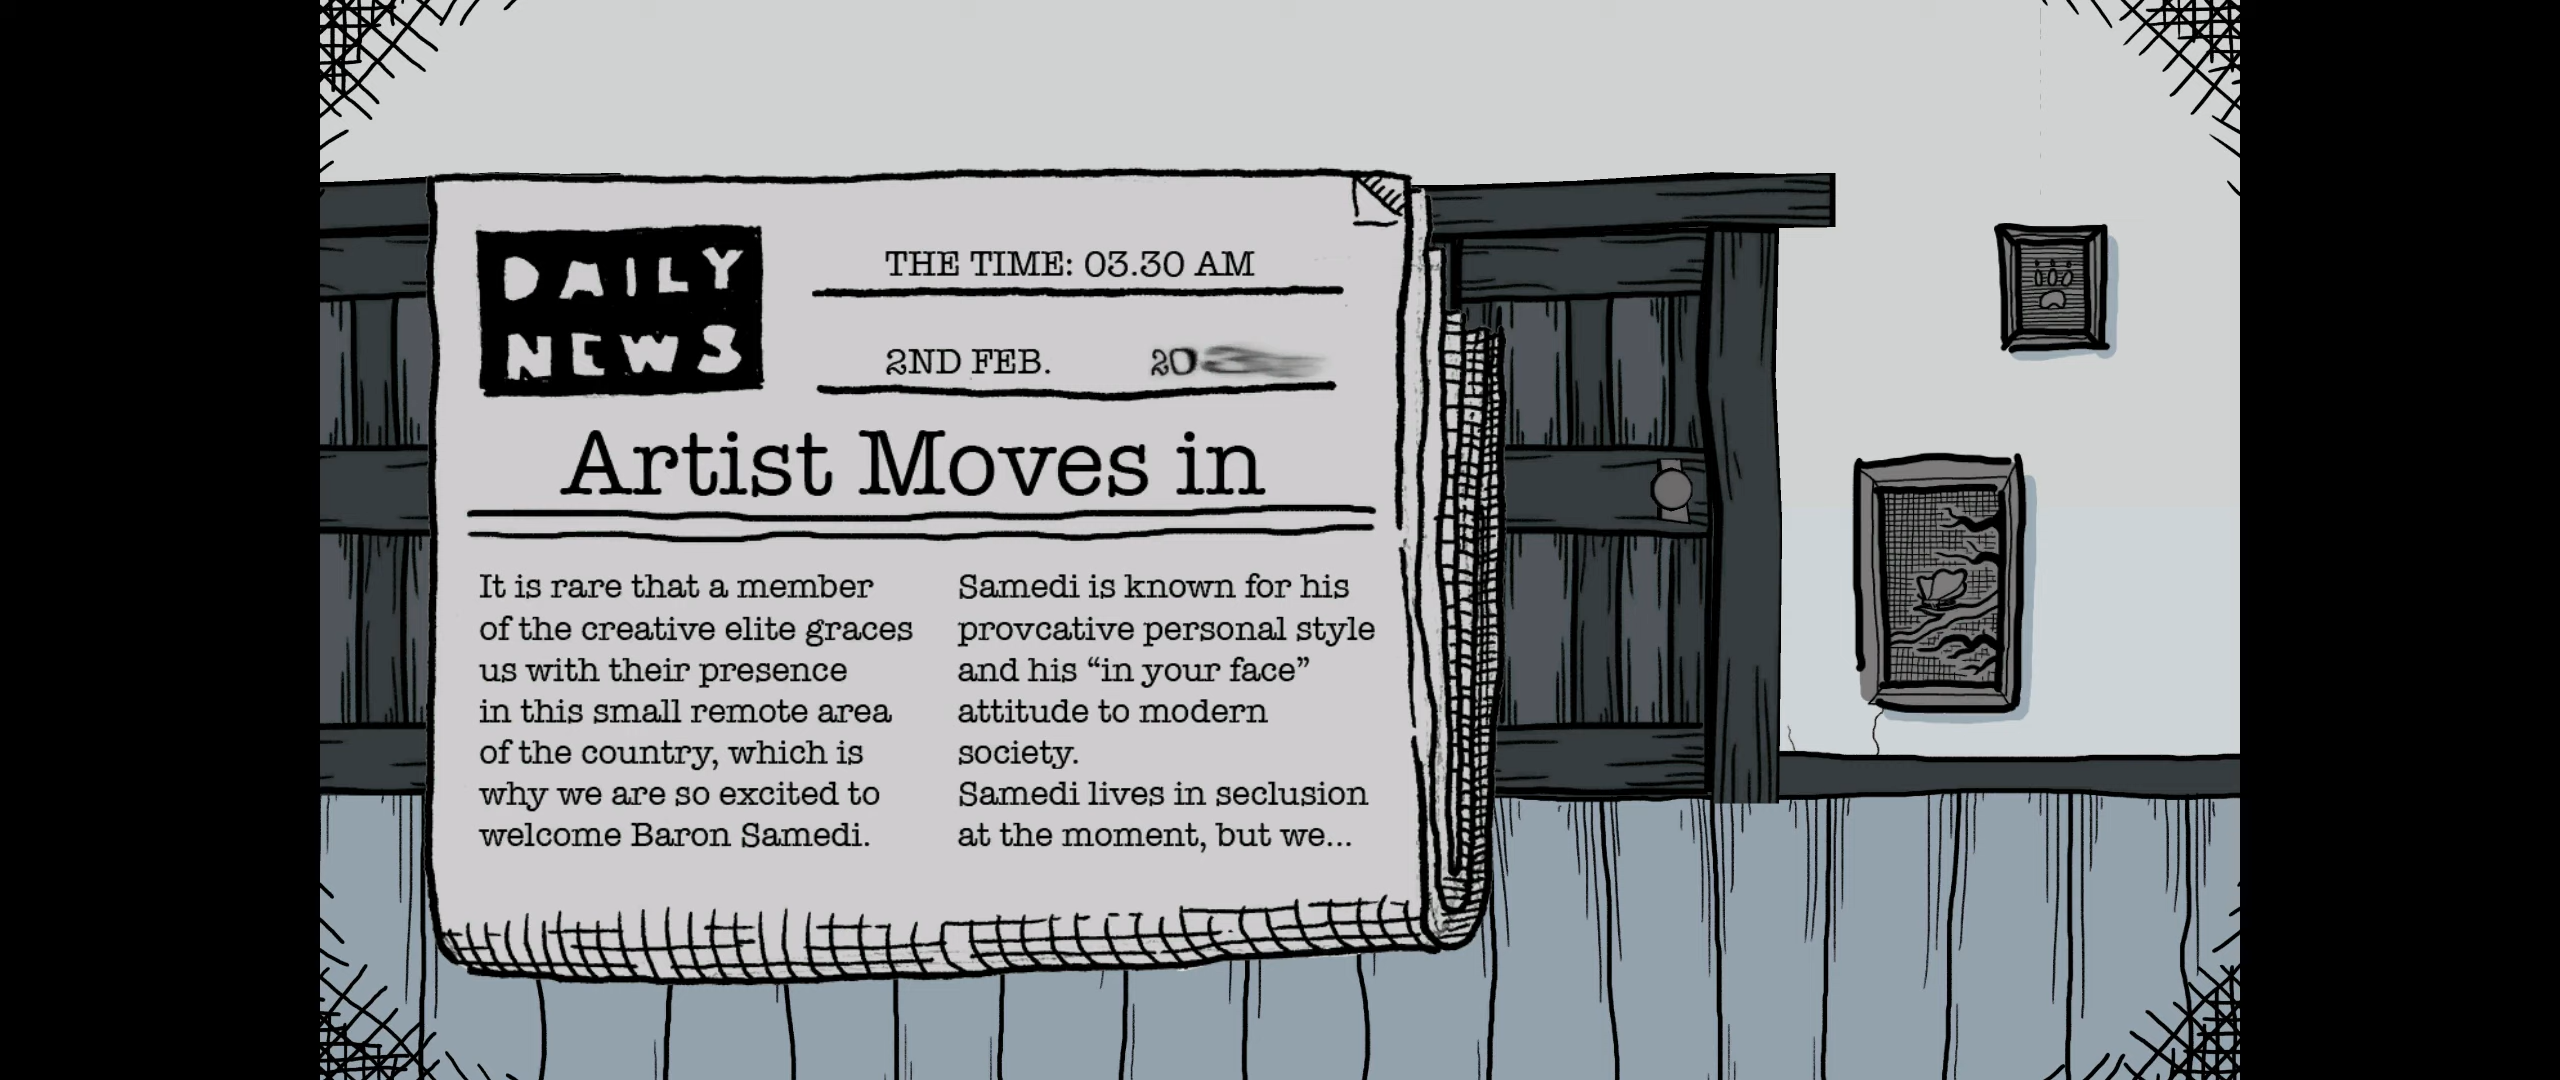 DAILY
NEWS
THE TIME: 03.30 AM
2ND FEB. 20
Artist Moves in
It is rare that a member
of the creative elite graces
us with their presence
in this small remote area
of the country, which is
why we are so excited to
welcome Baron Samedi.
Samedi is known for his
provcative personal style
and his “in your face”
attitude to modern
society.
Samedi lives in seclusion
at the moment, but we...